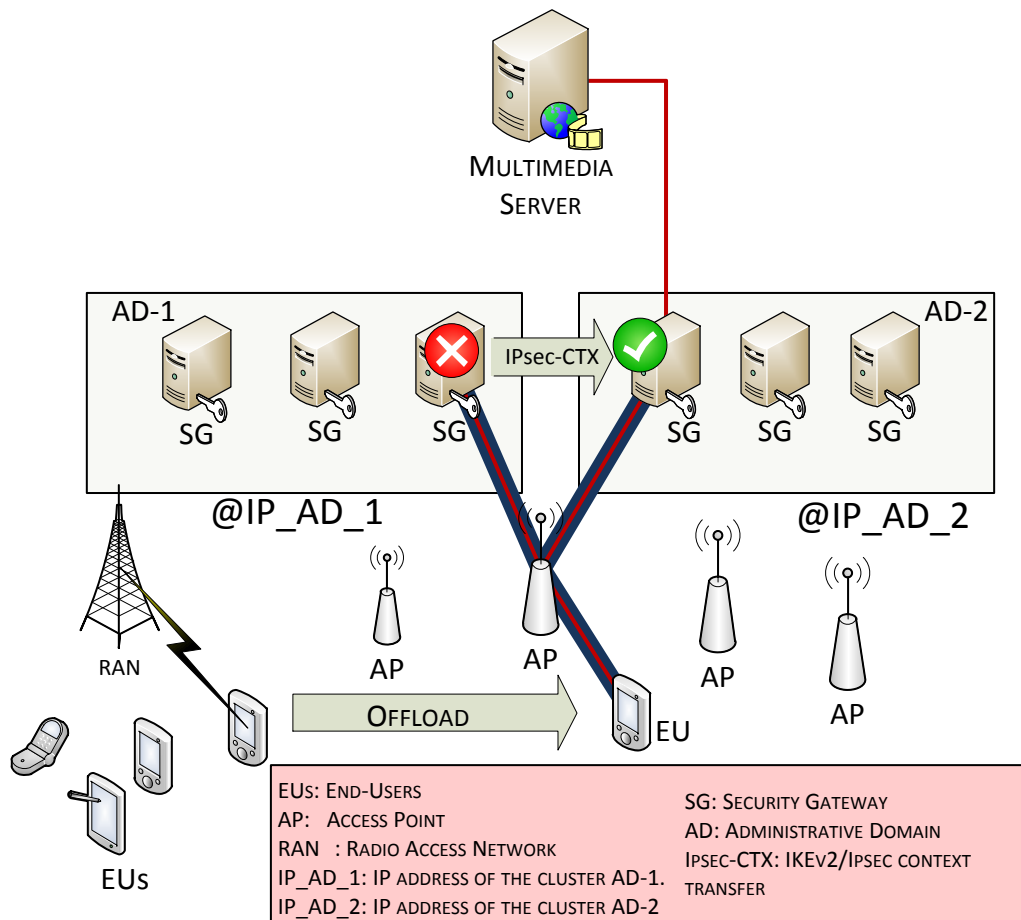 MULTIMEDIA
SERVER
AD-1
AD-2
IPsec-CTX
SG
SG
SG
SG
SG
SG
@IP_AD_1
@IP_AD_2
RAN
AP
AP
AP
AP
OFFLOAD
EU
EUs
EUs: END-USERS
AP: ACCESS POINT
RAN : RADIO ACCESS NETWORK
IP_AD_1: IP ADDRESS OF THE CLUSTER AD-1.
IP_AD_2: IP ADDRESS OF THE CLUSTER AD-2
SG: SECURITY GATEWAY
AD: ADMINISTRATIVE DOMAIN
IPSEC-CTX: IKEV2/IPSEC CONTEXT
TRANSFER